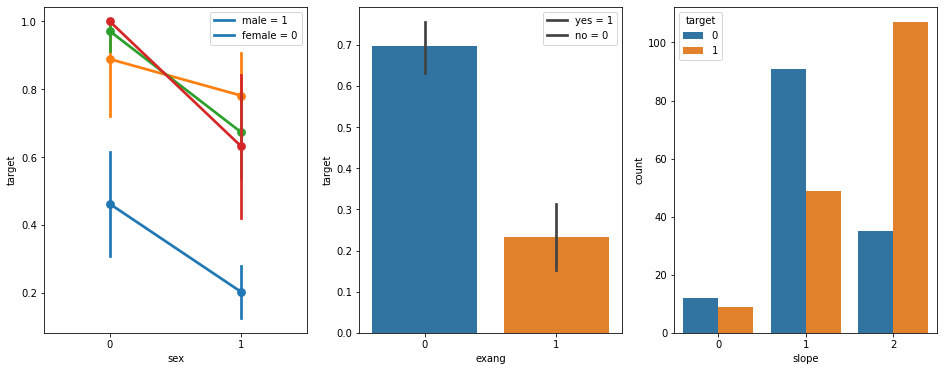 male = 1
female = 0
1.0
0.8
0.6
0.4
0.2
target
0 1
sex
yes = 1
no = 0
0.7
0.6
0.5
0.4
0.3
0.2
0.1
0.0
target
0 1
exang
target
0
1
100
80
60
40
20
0
count
0 1 2
slope